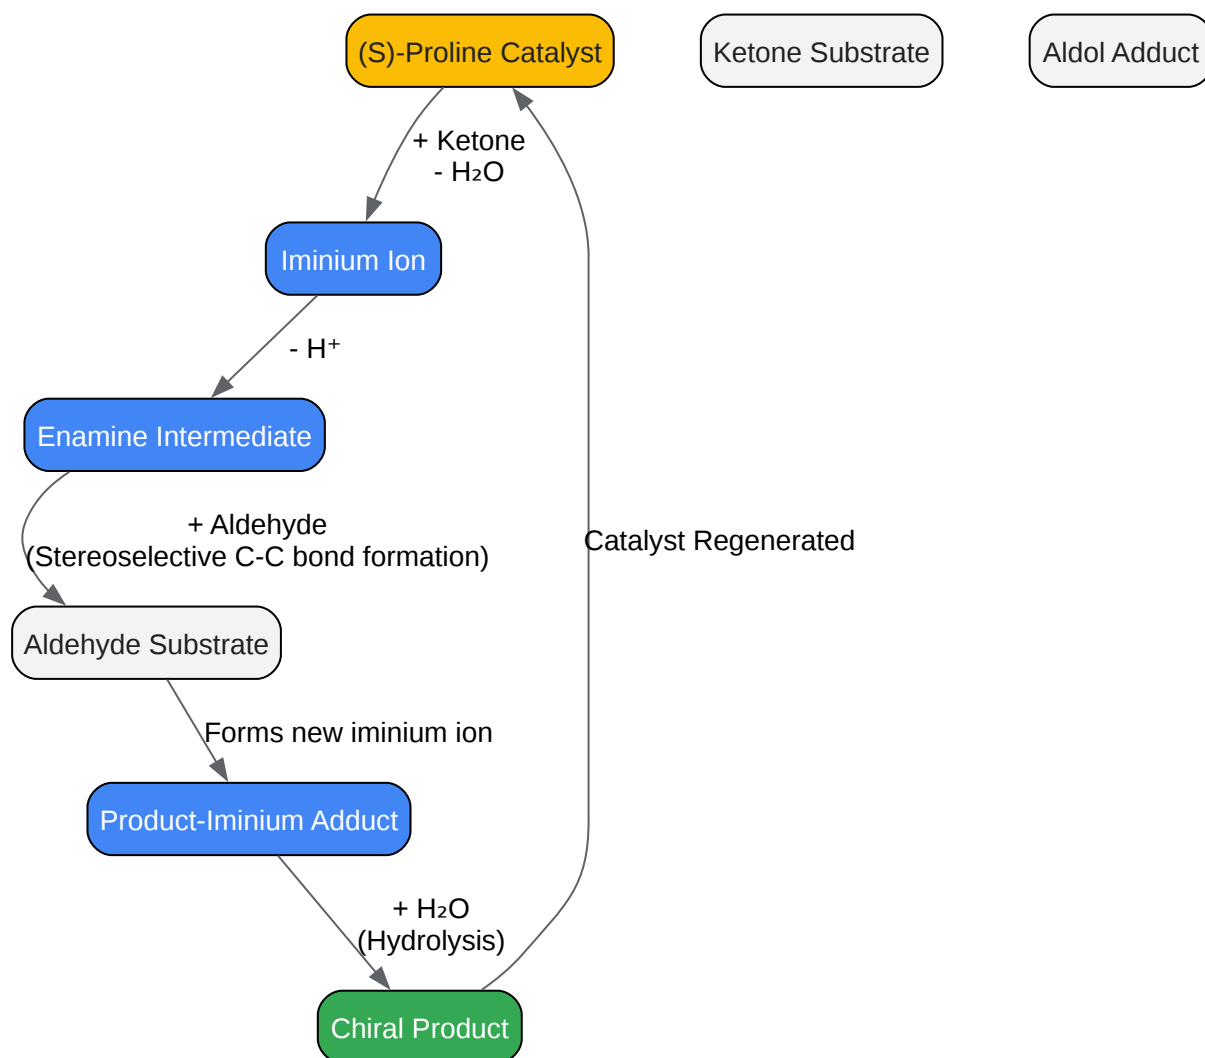 (S)-Proline Catalyst
Ketone Substrate
Aldol Adduct
+ Ketone
- H₂O
Iminium Ion
- H⁺
Enamine Intermediate
+ Aldehyde
(Stereoselective C-C bond formation)
Catalyst Regenerated
Aldehyde Substrate
Forms new iminium ion
Product-Iminium Adduct
+ H₂O
(Hydrolysis)
Chiral Product